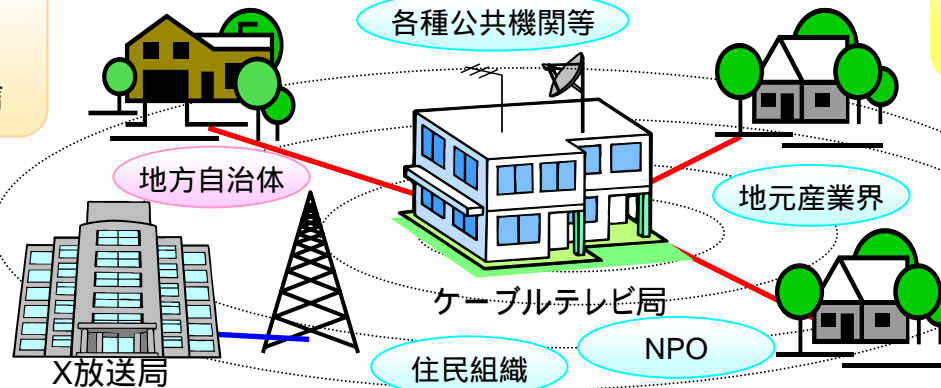 各種公共機関等
地方自治体
地元産業界
ケーブルテレビ局
X放送局
住民組織
NPO